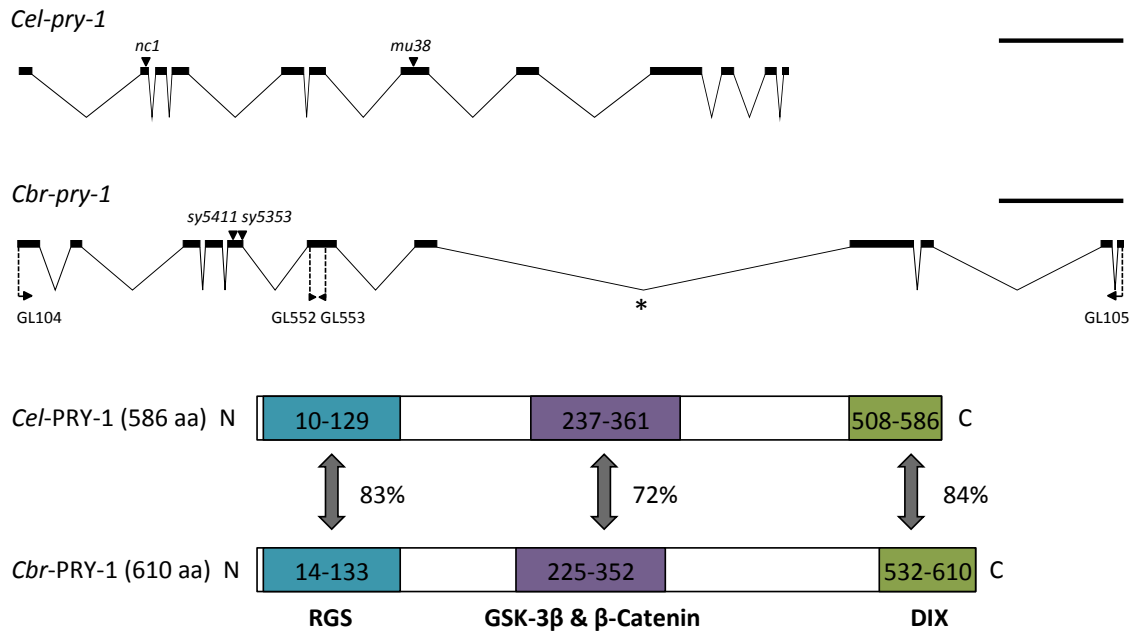 Cel-pry-1
nc1 mu38
Cbr-pry-1
sy5411 sy5353
*
GL104 GL552 GL553 GL105
Cel-PRY-1 (586 aa) N 10-129 237-361 508-586 C
83% 72% 84%
Cbr-PRY-1 (610 aa) N 14-133 225-352 532-610 C
RGS GSK-3β & β-Catenin DIX